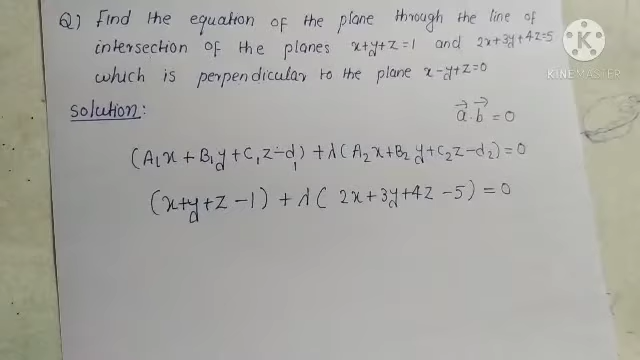 Q) Find the equation of the plane through the line of
intersection of the planes x+y+z=1 and 2x+3y+4z=5
which is perpendicular to the plane x-y+z=0
KINEMASTER
Solution:
a⃗.b⃗ = 0
(A₁x + B₁y + C₁z-d₁) + λ(A₂x+B₂y+C₂z-d₂)=0
(x+y+z-1) + λ( 2x+3y+4z-5) = 0